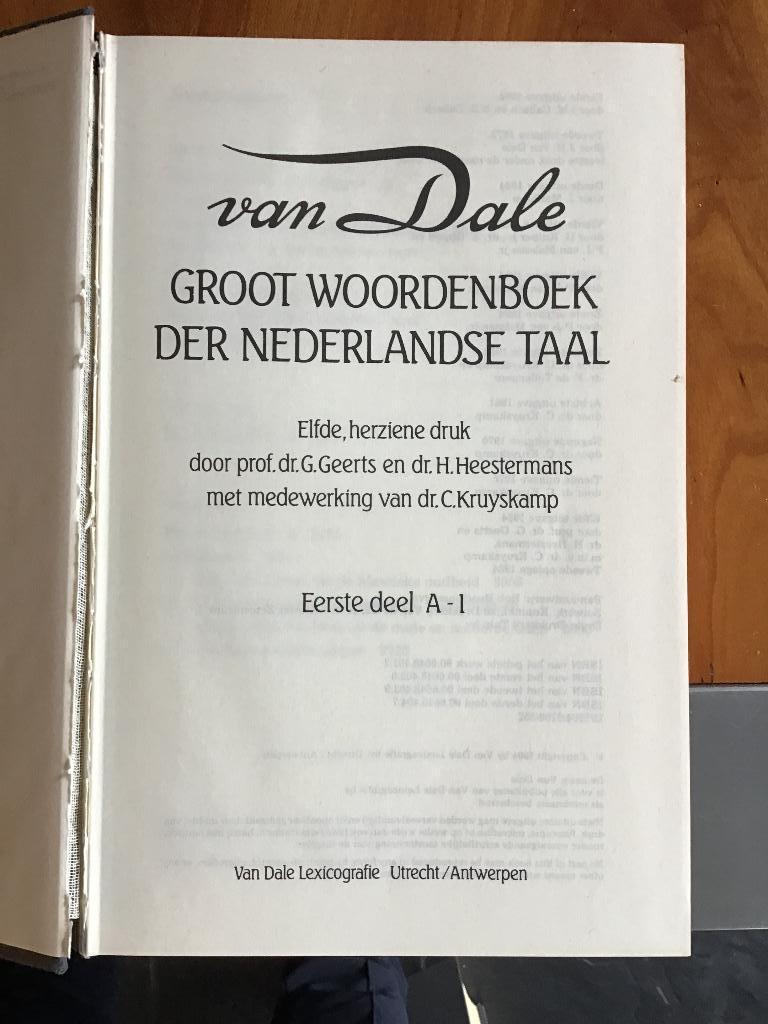 van Dale
GROOT WOORDENBOEK
DER NEDERLANDSE TAAL
Elfde, herziene druk
door prof. dr. G. Geerts en dr. H. Heestermans
met medewerking van dr. C. Kruyskamp
Eerste deel A - I
Van Dale Lexicografie Utrecht/Antwerpen